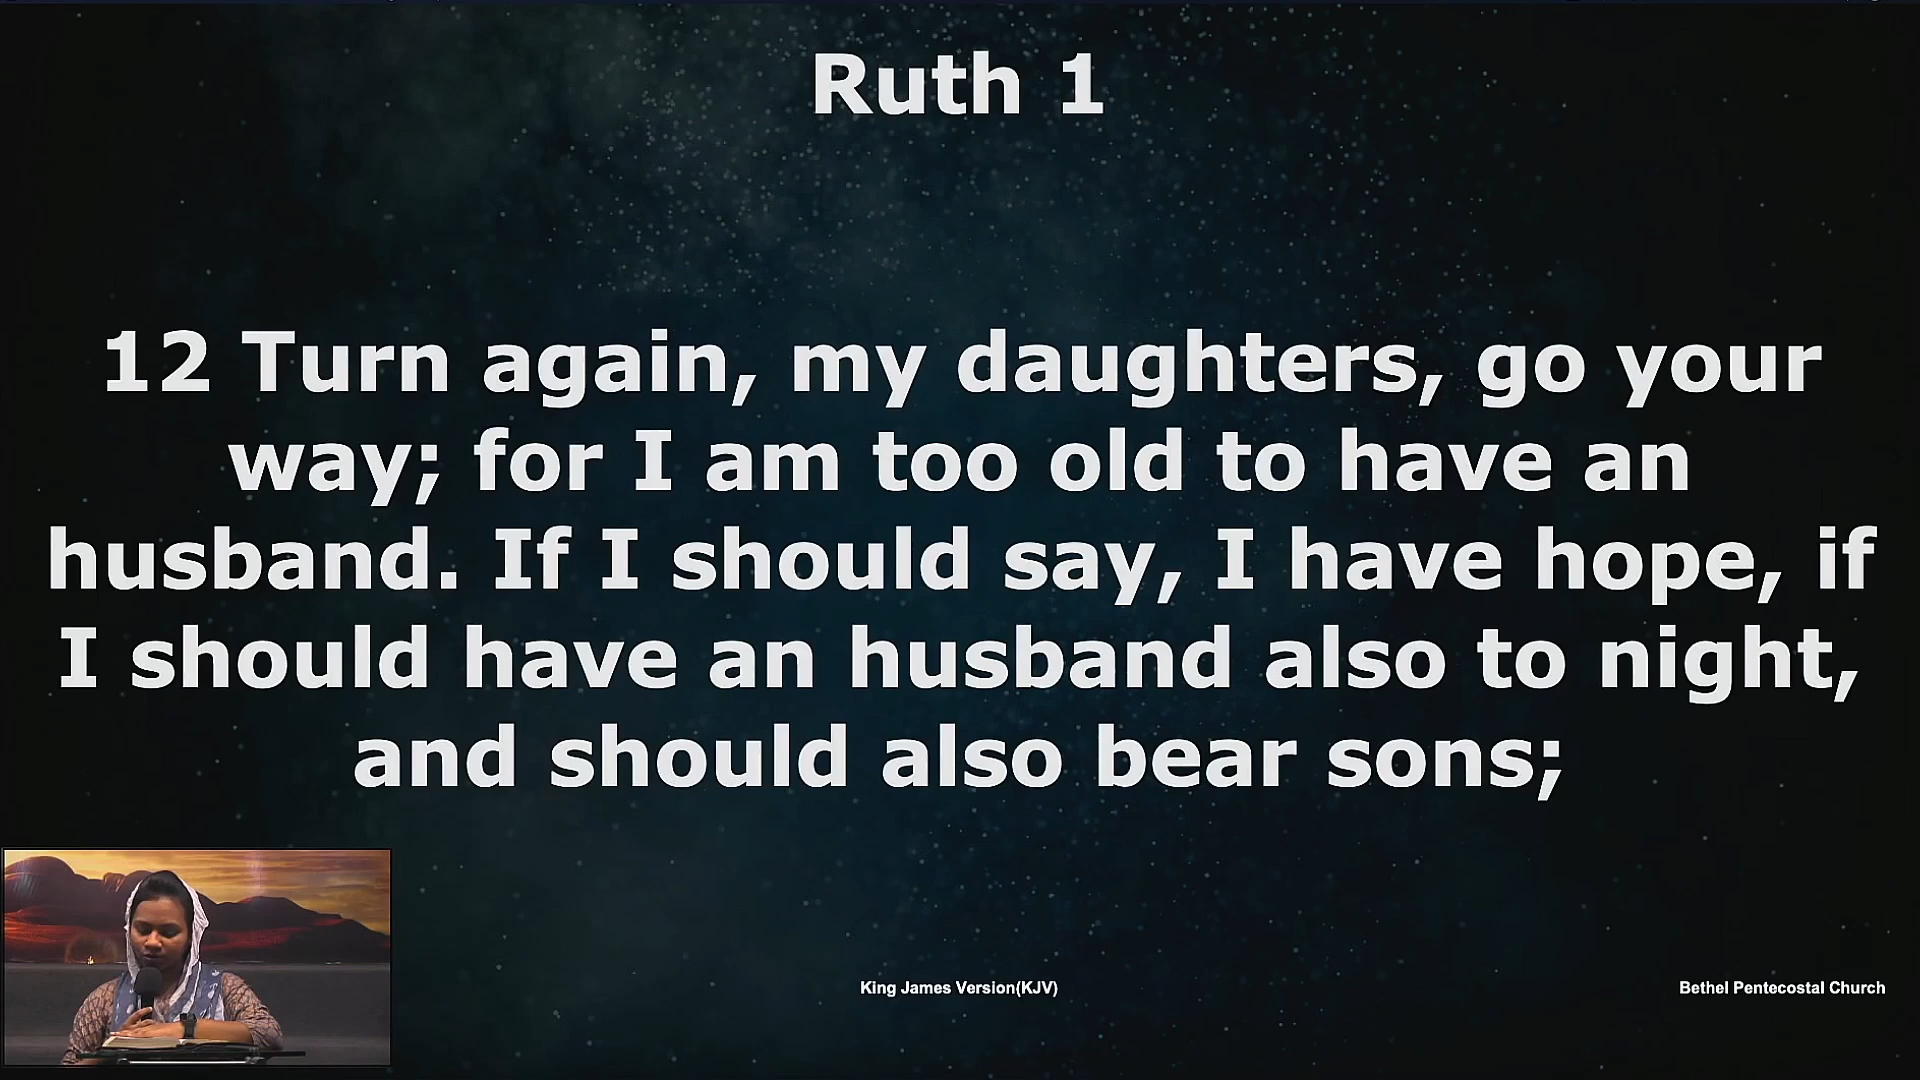 Ruth 1
12 Turn again, my daughters, go your
way; for I am too old to have an
husband. If I should say, I have hope, if
I should have an husband also to night,
and should also bear sons;
King James Version(KJV)
Bethel Pentecostal Church